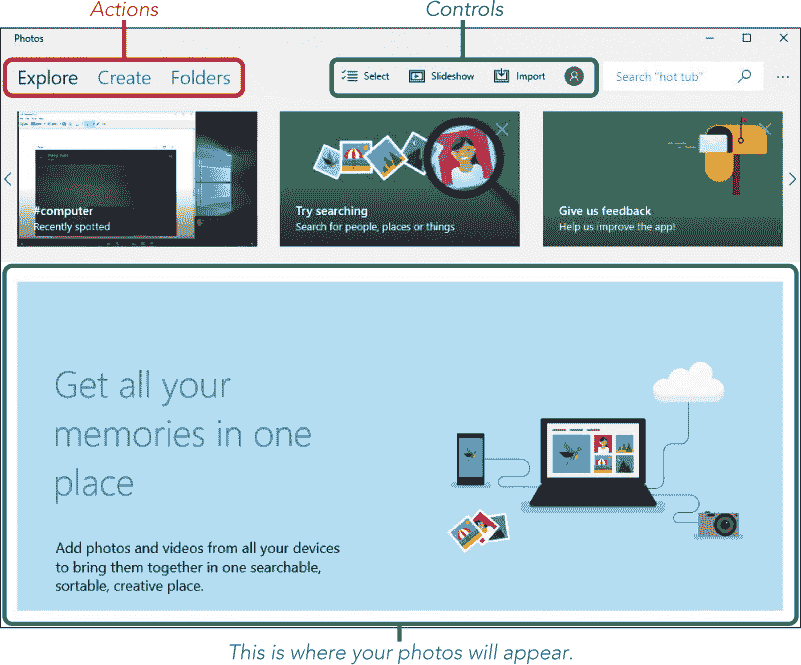 Actions
Controls
Photos
Explore Create Folders
Select Slideshow Import
Search "hot tub"
#computer
Recently spotted
Try searching
Search for people, places or things
Give us feedback
Help us improve the app!
Get all your
memories in one
place
Add photos and videos from all your devices
to bring them together in one searchable,
sortable, creative place.
This is where your photos will appear.